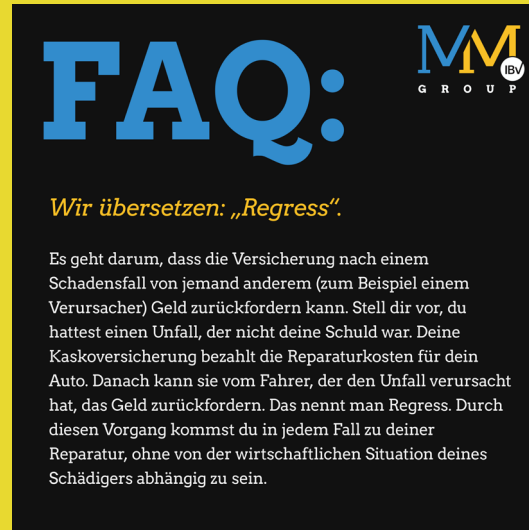 FAQ:
MM
IBV
GROUP
Wir übersetzen: „Regress“.
Es geht darum, dass die Versicherung nach einem
Schadensfall von jemand anderem (zum Beispiel einem
Verursacher) Geld zurückfordern kann. Stell dir vor, du
hattest einen Unfall, der nicht deine Schuld war. Deine
Kaskoversicherung bezahlt die Reparaturkosten für dein
Auto. Danach kann sie vom Fahrer, der den Unfall verursacht
hat, das Geld zurückfordern. Das nennt man Regress. Durch
diesen Vorgang kommst du in jedem Fall zu deiner
Reparatur, ohne von der wirtschaftlichen Situation deines
Schädigers abhängig zu sein.